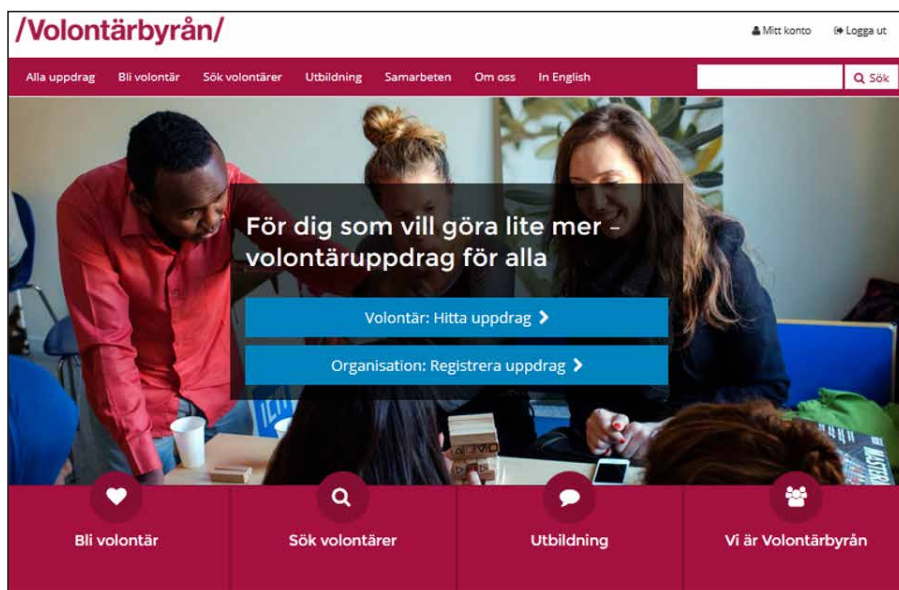 /Volontärbyrån/
Mitt konto Logga ut
Alla uppdrag Bli volontär Sök volontärer Utbildning Samarbeten Om oss In English Sök
För dig som vill göra lite mer –
volontäruppdrag för alla
Volontär: Hitta uppdrag
Organisation: Registrera uppdrag
Bli volontär Sök volontärer Utbildning Vi är Volontärbyrån